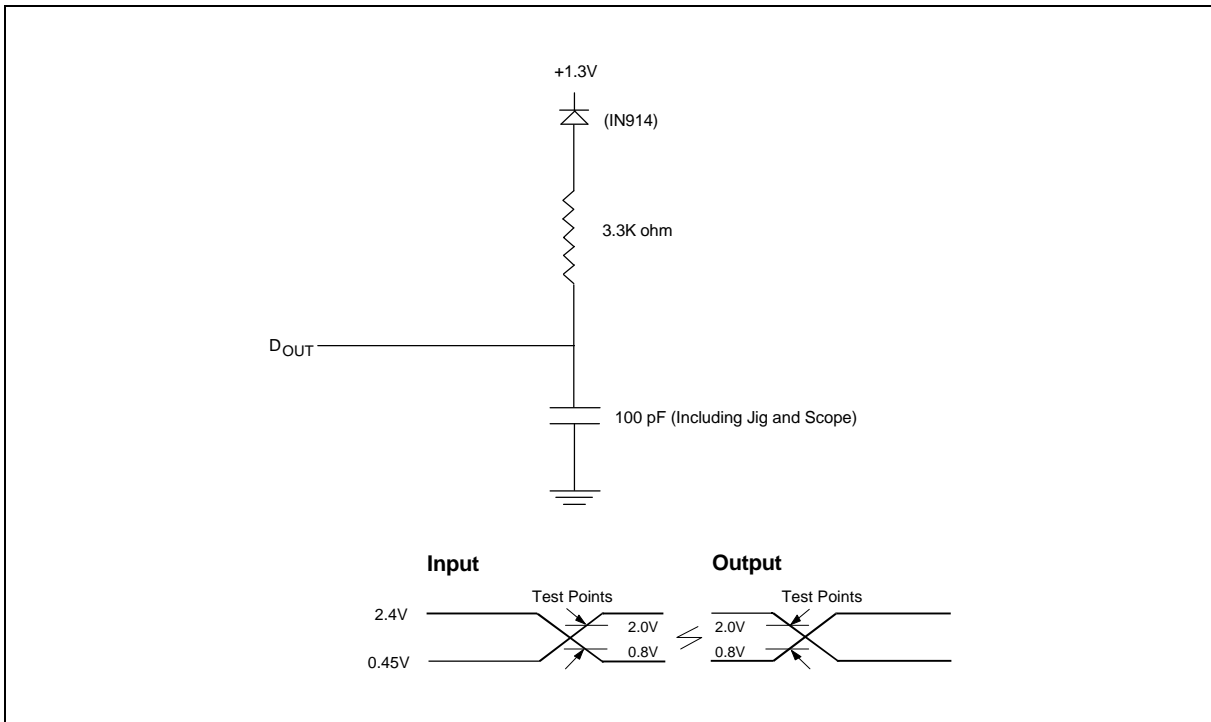 +1.3V
(IN914)
3.3K ohm
DOUT
100 pF (Including Jig and Scope)
Input
Output
Test Points
Test Points
2.4V
2.0V
2.0V
0.8V
0.8V
0.45V